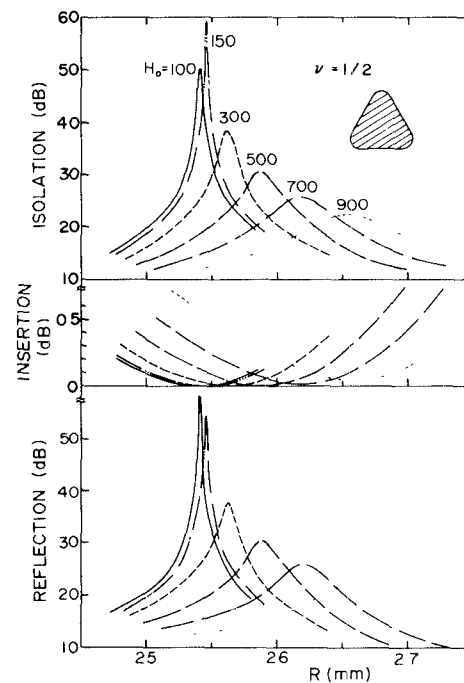 60
150
H₀=100
ν = 1/2
50
40
300
30
500
700
900
20
10
ISOLATION
(dB)
0.5
0
INSERTION
(dB)
50
40
30
20
10
REFLECTION
(dB)
25
26
27
R (mm)